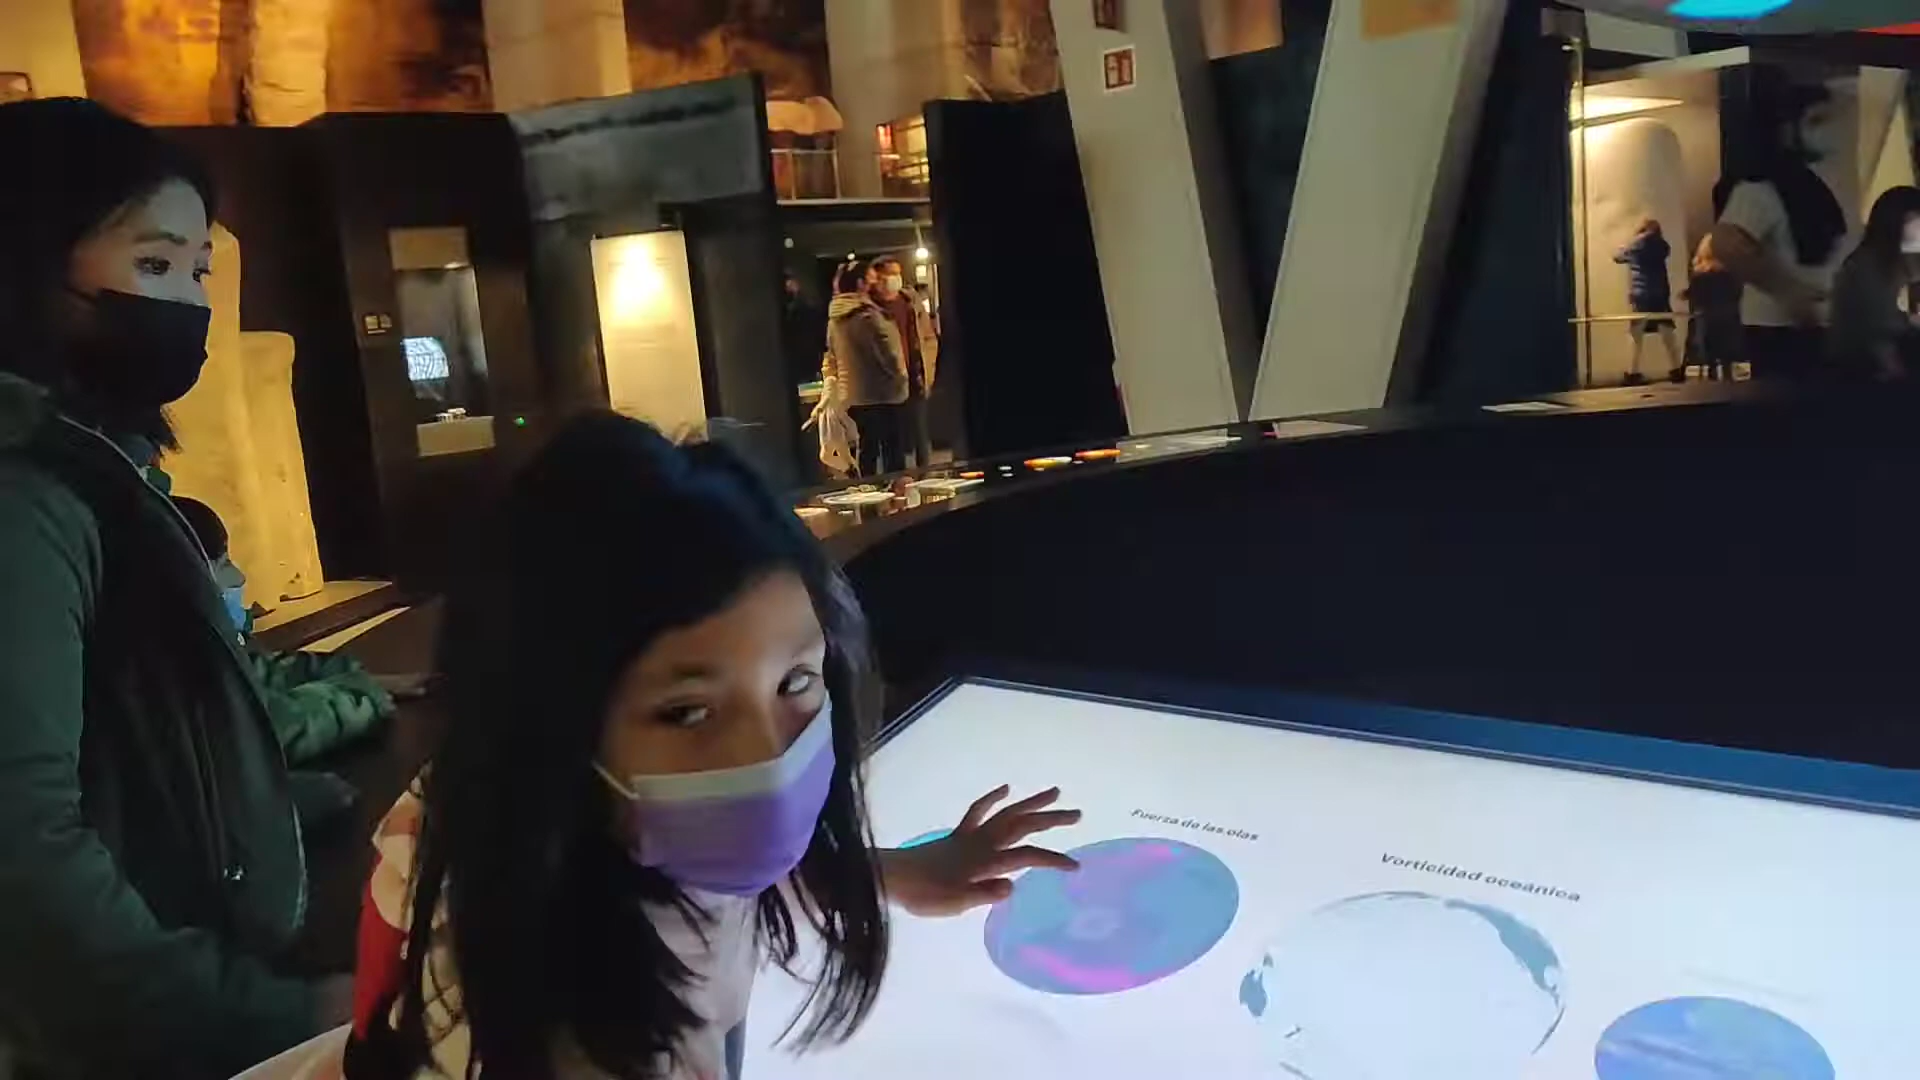 Fuerza de las olas
Vorticidad oceánica